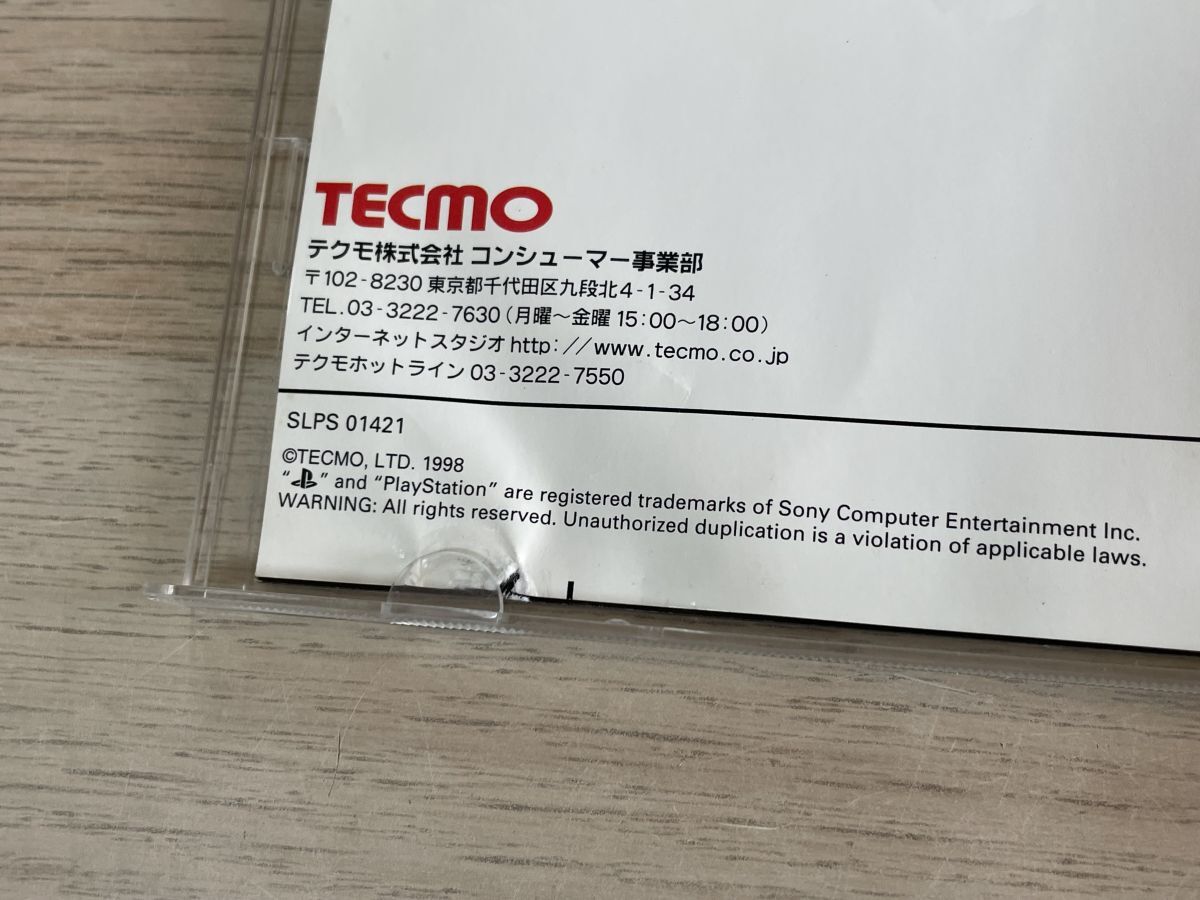 TECMO
テクモ株式会社 コンシューマー事業部
〒102-8230 東京都千代田区九段北4-1-34
TEL.03-3222-7630（月曜～金曜 15:00～18:00）
インターネットスタジオ http://www.tecmo.co.jp
テクモホットライン 03-3222-7550
SLPS 01421
©TECMO, LTD. 1998
“ ” and “PlayStation” are registered trademarks of Sony Computer Entertainment Inc.
WARNING: All rights reserved. Unauthorized duplication is a violation of applicable laws.